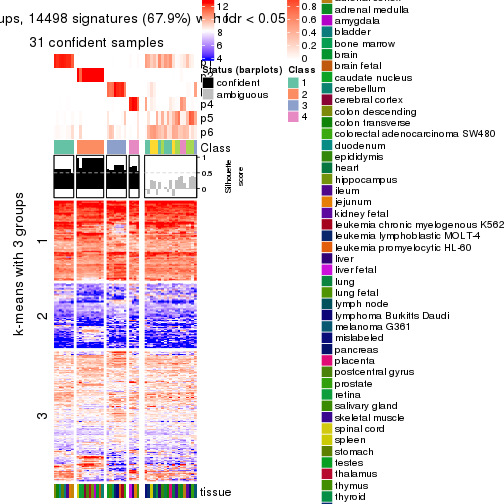 ups, 14498 signatures (67.9%) with fdr < 0.05
31 confident samples
p4
p5
p6
Class
1
0.5
0
Silhouette
score
k-means with 3 groups
1
2
3
tissue
12
10
8
6
4
Status (barplots)
confident
ambiguous
0.8
0.6
0.4
0.2
0
Class
1
2
3
4
adrenal medulla
amygdala
bladder
bone marrow
brain
brain fetal
caudate nucleus
cerebellum
cerebral cortex
colon descending
colon transverse
colorectal adenocarcinoma SW480
duodenum
epididymis
heart
hippocampus
ileum
jejunum
kidney fetal
leukemia chronic myelogenous K562
leukemia lymphoblastic MOLT-4
leukemia promyelocytic HL-60
liver
liver fetal
lung
lung fetal
lymph node
lymphoma Burkitts Daudi
melanoma G361
mislabeled
pancreas
placenta
postcentral gyrus
prostate
retina
salivary gland
skeletal muscle
spinal cord
spleen
stomach
testes
thalamus
thymus
thyroid